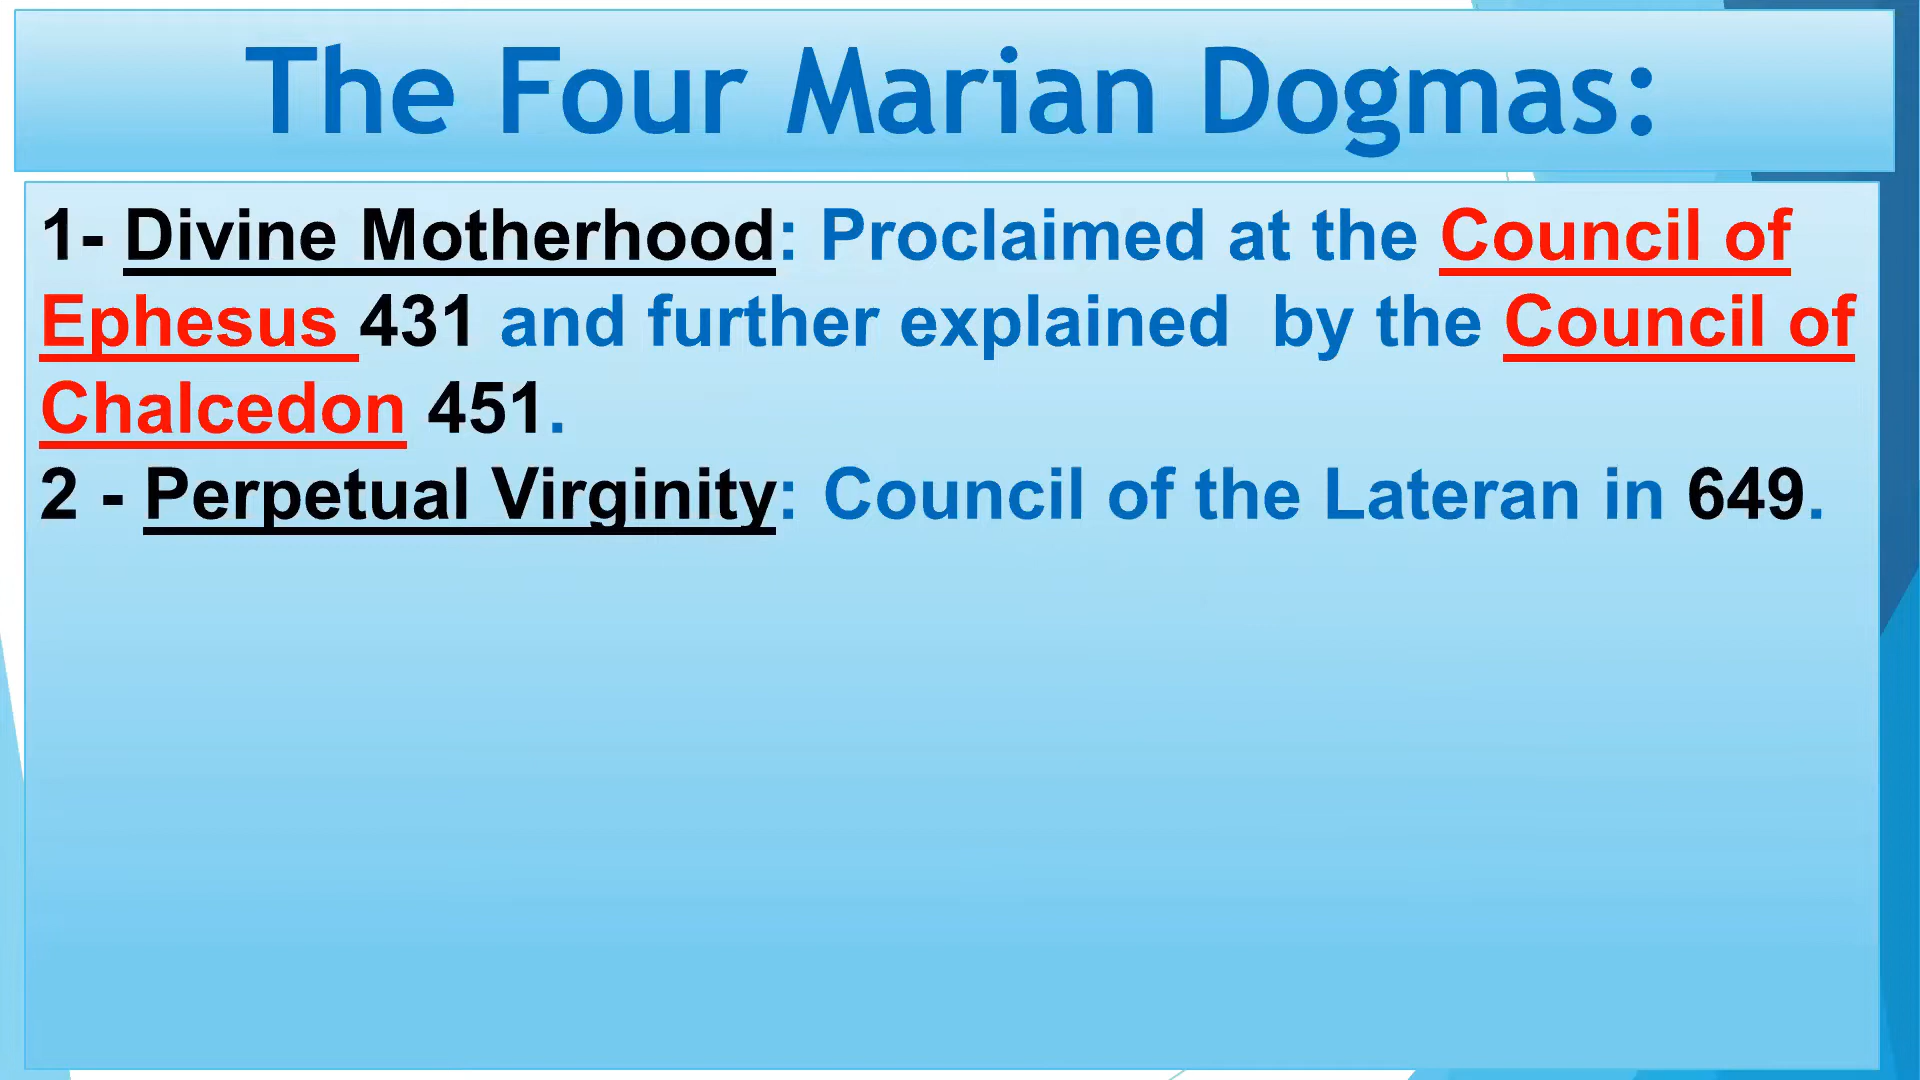 The Four Marian Dogmas:
1- Divine Motherhood: Proclaimed at the Council of
Ephesus 431 and further explained  by the Council of
Chalcedon 451.
2 - Perpetual Virginity: Council of the Lateran in 649.